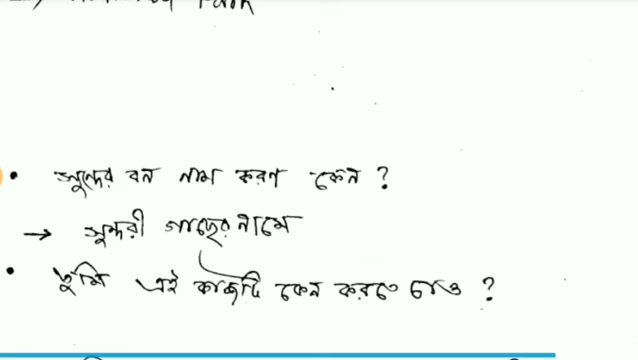 • সুন্দর বন নাম করণ কেন ?
→ সুন্দরী গাছের নামে
• তুমি এই কাজটি কেন করতে চাও ?